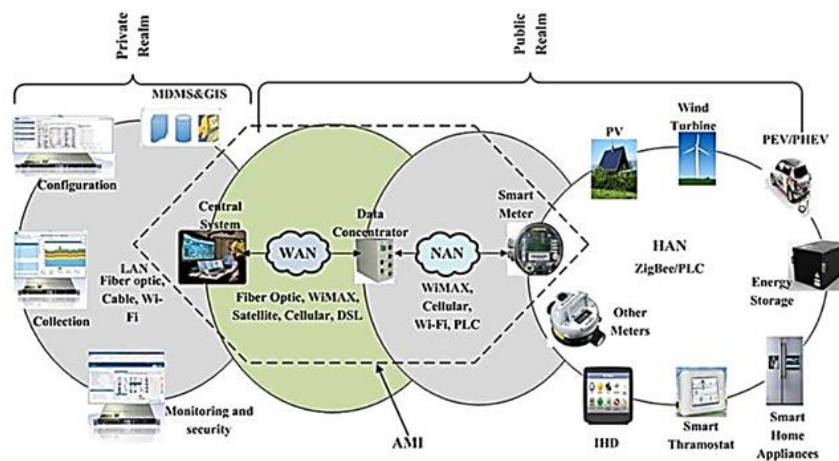 Private
Realm
Public
Realm
MDMS&GIS
Configuration
Collection
Monitoring and
security
LAN
Fiber optic,
Cable, Wi-
Fi
Central
System
WAN
Fiber Optic, WiMAX,
Satellite, Cellular, DSL
Data
Concentrator
NAN
WiMAX,
Cellular,
Wi-Fi, PLC
Smart
Meter
AMI
PV
Wind
Turbine
PEV/PHEV
HAN
ZigBee/PLC
Energy
Storage
Other
Meters
IHD
Smart
Thramostat
Smart
Home
Appliances